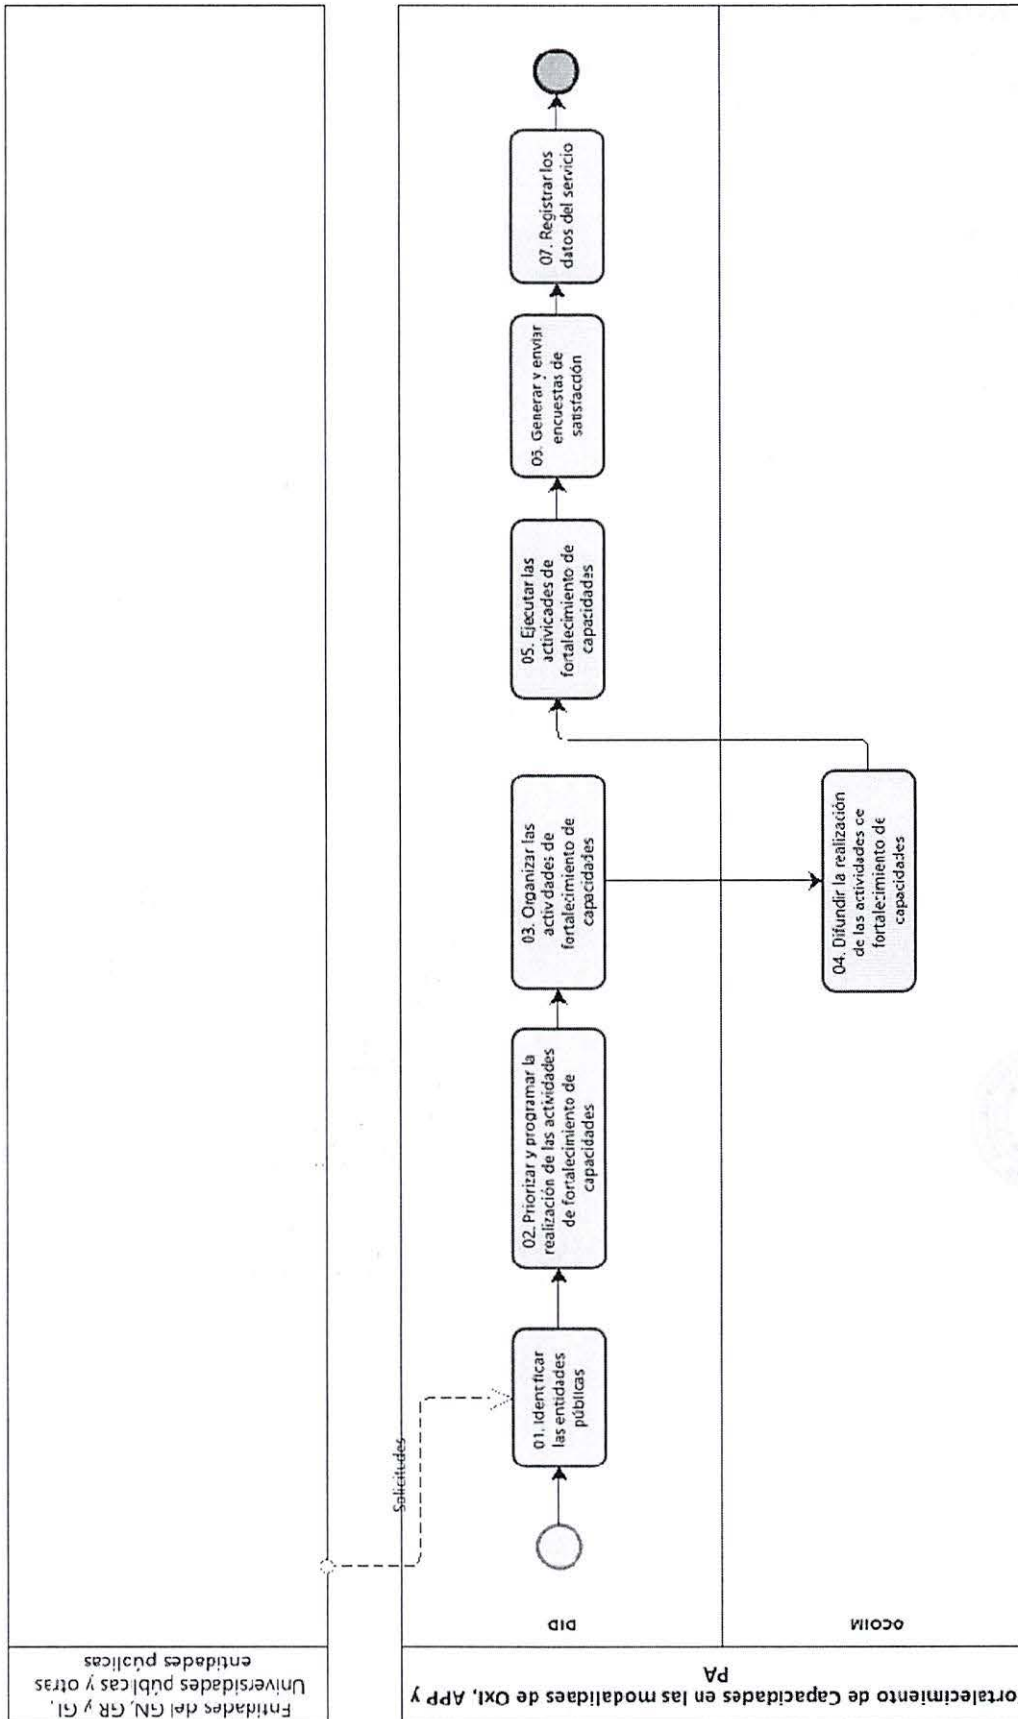 Entidades del GN, GR y Gl,
Universidades públicas y otras
entidades públicas
Solicitudes
ortalecimiento de Capacidades en las modalidaes de OxI, APP y
PA
DID
OCOIM
01. Identificar
las entidades
públicas
02. Priorizar y programar la
realización de las actividades
de fortalecimiento de
capacidades
03. Organizar las
actividades de
fortalecimiento de
capacidades
04. Difundir la realización
de las actividades de
fortalecimiento de
capacidades
05. Ejecutar las
actividades de
fortalecimiento de
capacidades
06. Generar y enviar
encuestas de
satisfacción
07. Registrar los
datos del servicio